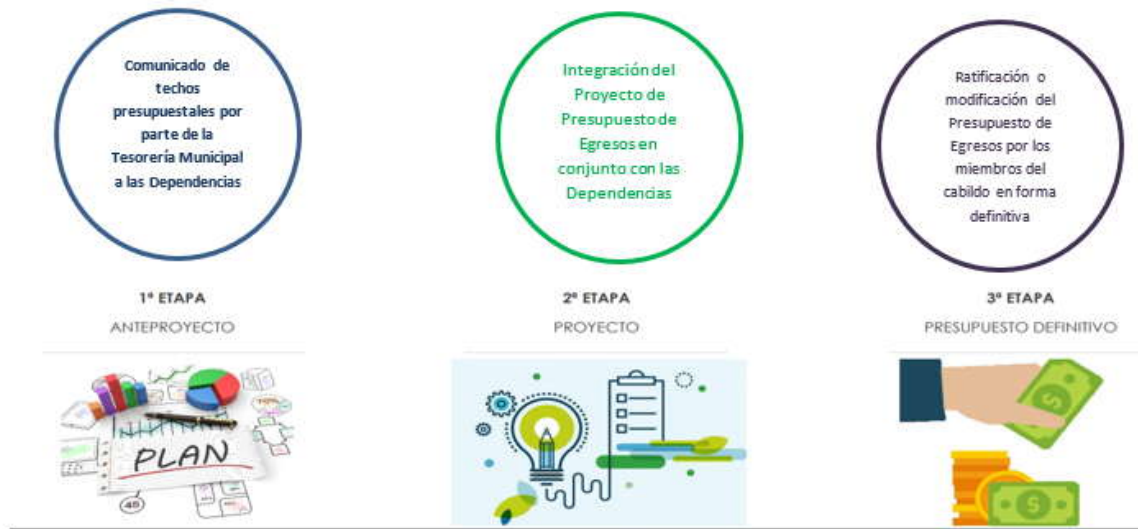 Comunicado de
techos
presupuestales por
parte de la
Tesorería Municipal
a las Dependencias
1ª ETAPA
ANTEPROYECTO
PLAN
45
Integración del
Proyecto de
Presupuesto de
Egresos en
conjunto con las
Dependencias
2ª ETAPA
PROYECTO
Ratificación o
modificación del
Presupuesto de
Egresos por los
miembros del
cabildo en forma
definitiva
3ª ETAPA
PRESUPUESTO DEFINITIVO
$
$